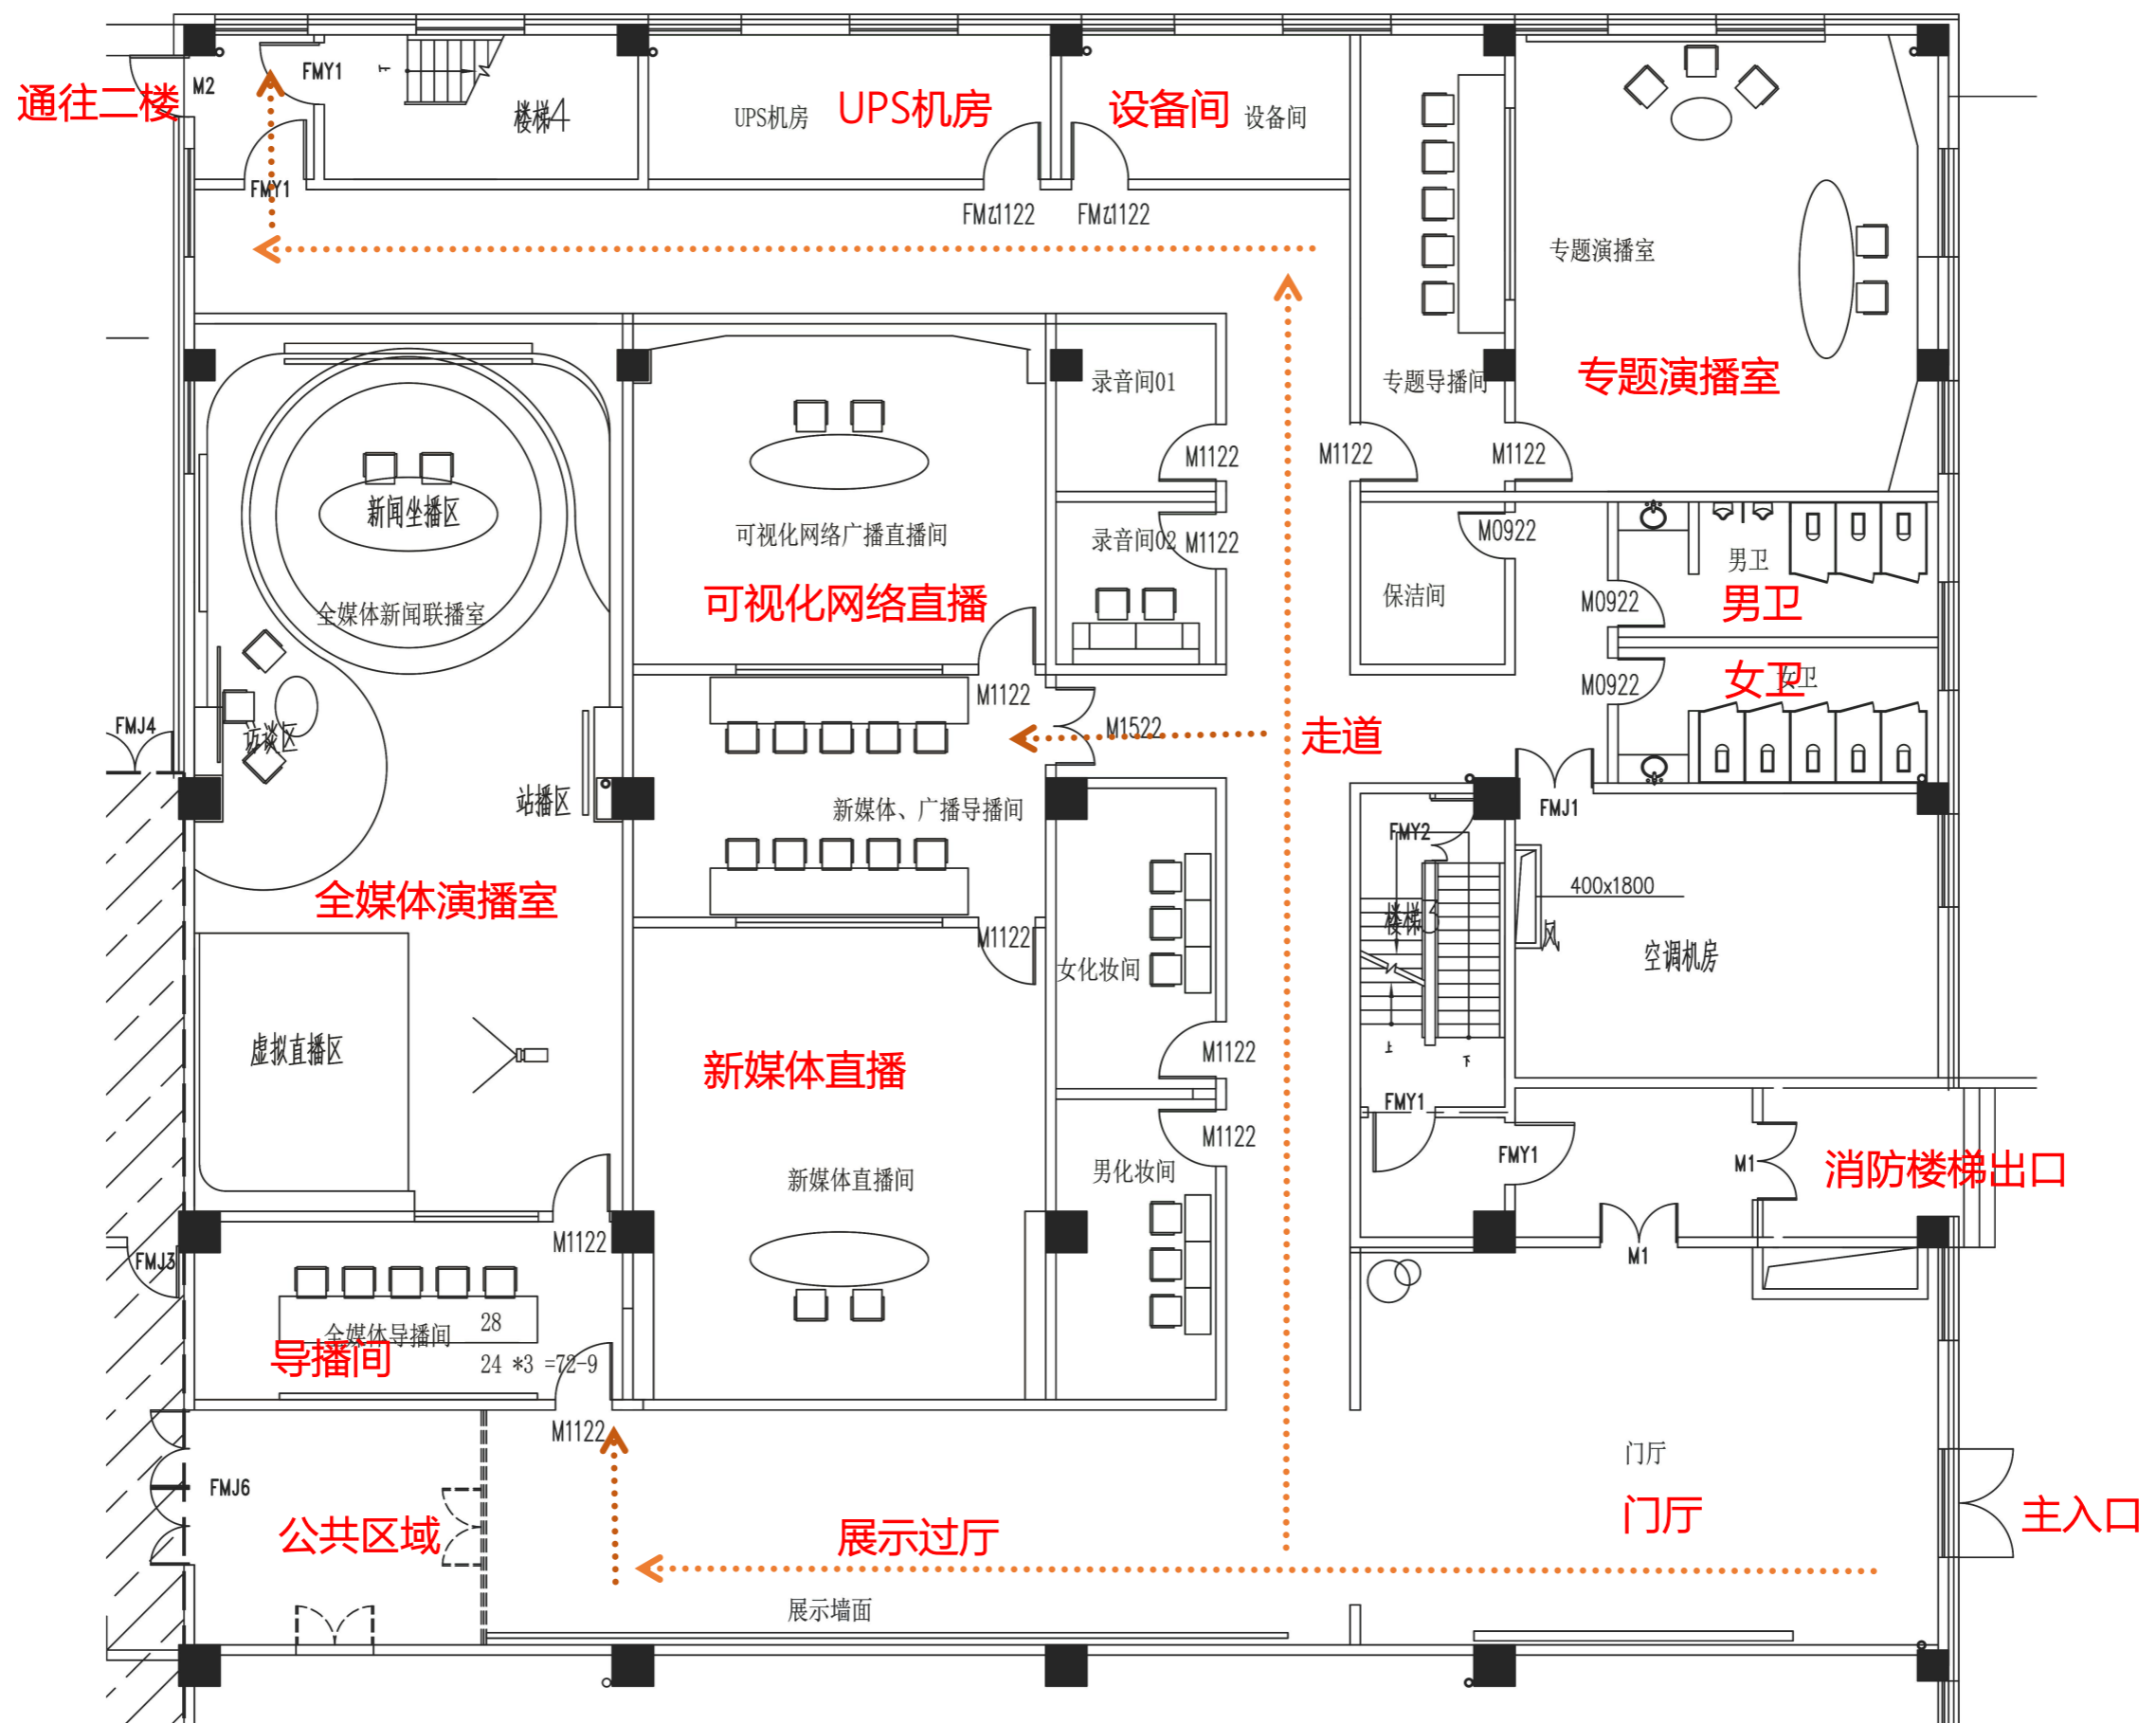 FMY1
M2
下
通往二楼
楼梯4
UPS机房
UPS机房
设备间
设备间
FMY1
FM乙1122
FM乙1122
专题演播室
专题演播室
专题导播间
录音间01
M1122
M1122
M1122
新闻坐播区
可视化网络广播直播间
录音间02
M1122
M0922
男卫
保洁间
M0922
男卫
全媒体新闻联播室
可视化网络直播
M0922
女卫
女卫
M1122
FMJ4
访谈区
M1522
走道
站播区
新媒体、广播导播间
FMJ1
FMY2
400x1800
全媒体演播室
楼梯3
风
空调机房
M1122
女化妆间
虚拟直播区
新媒体直播
M1122
上
下
FMY1
M1122
FMY1
M1
消防楼梯出口
新媒体直播间
男化妆间
M1122
FMJ3
M1
28
全媒体导播间
导播间
24 *3 =72-9
M1122
门厅
FMJ6
公共区域
展示过厅
门厅
主入口
展示墙面